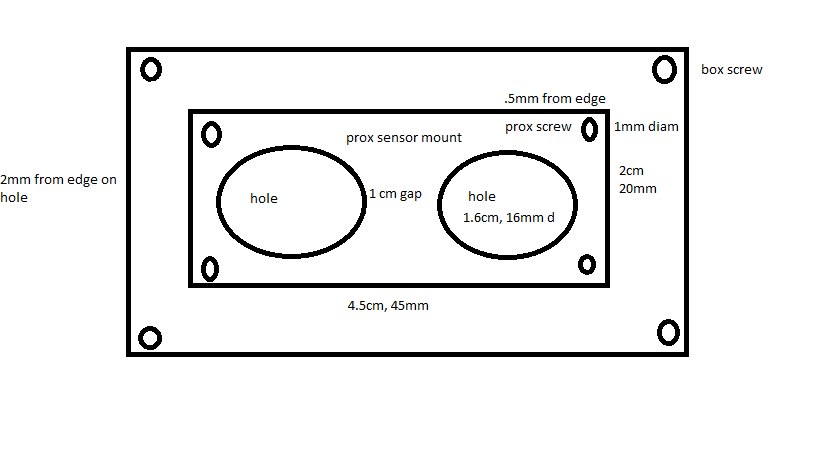 box screw
.5mm from edge
prox screw
1mm diam
prox sensor mount
2mm from edge on
hole
2cm
20mm
1 cm gap
hole
hole
1.6cm, 16mm d
4.5cm, 45mm